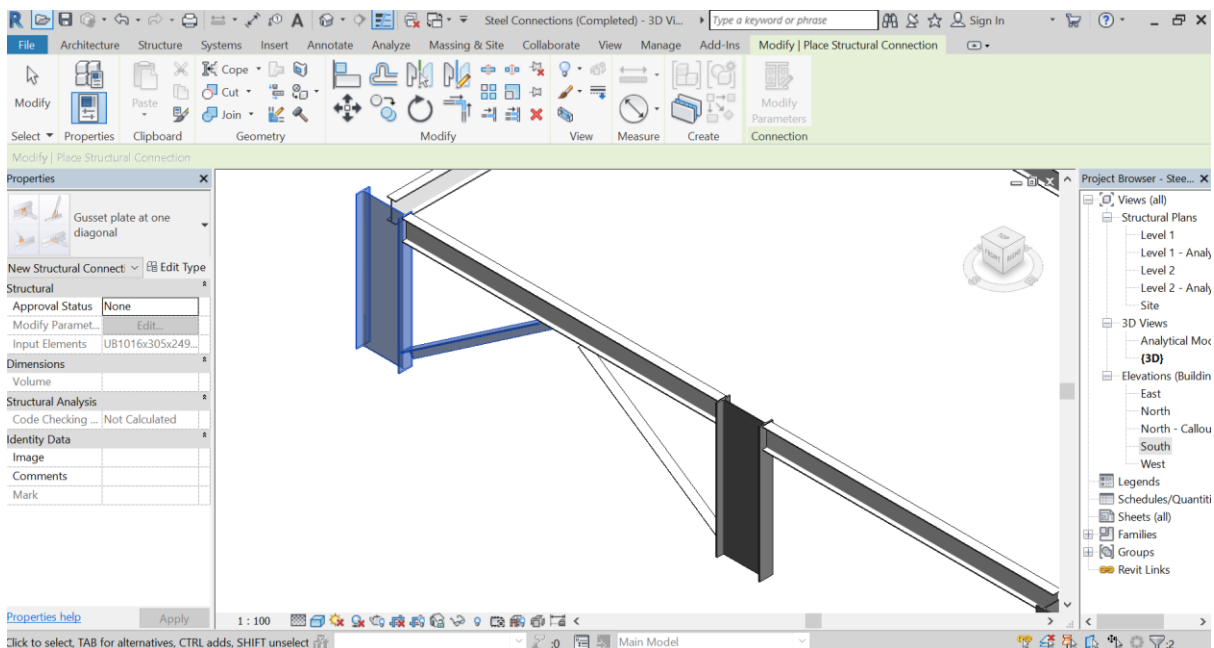 Steel Connections (Completed) - 3D Vi...
Type a keyword or phrase
Sign In
File Architecture Structure Systems Insert Annotate Analyze Massing & Site Collaborate View Manage Add-Ins Modify | Place Structural Connection
Cope
Modify
Paste
Cut
Modify
Parameters
Join
Select Properties Clipboard Geometry Modify View Measure Create Connection
Modify | Place Structural Connection
Properties
Gusset plate at one
diagonal
New Structural Connecti
Edit Type
Structural
Approval Status None
Modify Paramet... Edit...
Input Elements UB1016x305x249...
Dimensions
Volume
Structural Analysis
Code Checking ... Not Calculated
Identity Data
Image
Comments
Mark
Properties help
Apply
TOP
FRONT
RIGHT
1 : 100
Project Browser - Stee...
Views (all)
Structural Plans
Level 1
Level 1 - Analy
Level 2
Level 2 - Analy
Site
3D Views
Analytical Moc
{3D}
Elevations (Buildin
East
North
North - Callou
South
West
Legends
Schedules/Quantiti
Sheets (all)
Families
Groups
Revit Links
Click to select, TAB for alternatives, CTRL adds, SHIFT unselect
:0
Main Model
:2